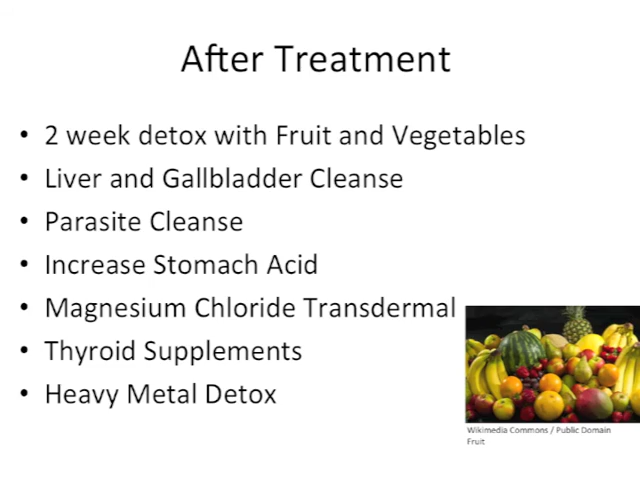 After Treatment
• 2 week detox with Fruit and Vegetables
• Liver and Gallbladder Cleanse
• Parasite Cleanse
• Increase Stomach Acid
• Magnesium Chloride Transdermal
• Thyroid Supplements
• Heavy Metal Detox
Wikimedia Commons / Public Domain
Fruit